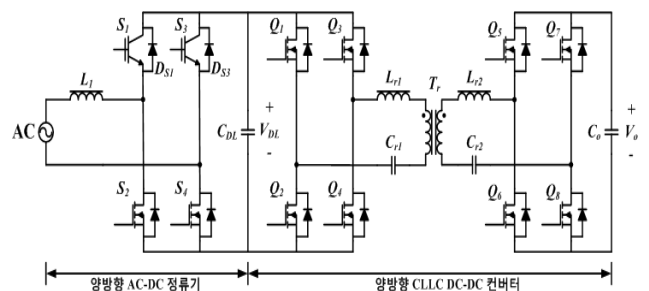 S1 S3 Q1 Q3 Q5 Q7
DS1 DS3
L1 Lr1 Tr Lr2
AC CDL + VDL - Cr1 Cr2 Co + Vo -
S2 S4 Q2 Q4 Q6 Q8
양방향 AC-DC 정류기 양방향 CLLC DC-DC 컨버터